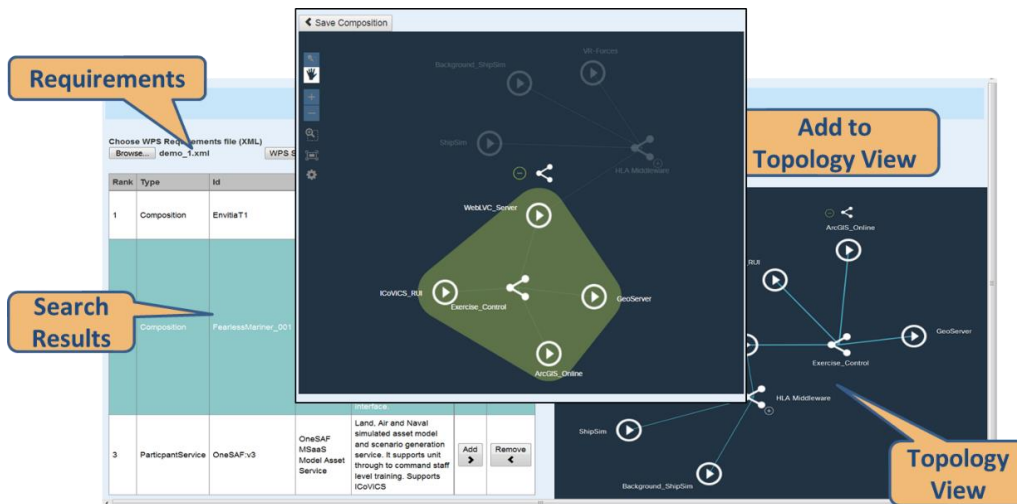 Save Composition
VR-Forces
Background_ShipSim
ShipSim
HLA Middleware
WebLVC_Server
ICoViCS_RUI
Exercise_Control
GeoServer
ArcGIS_Online
Requirements
Choose WPS Requirements file (XML)
Browse... demo_1.xml
WPS S
Rank Type Id
1 Composition EnvitiaT1
Search
Results
Composition FearlessMariner_001
interface.
3 ParticpantService OneSAF:v3
OneSAF
MSaaS
Model Asset
Service
Land, Air and Naval
simulated asset model
and scenario generation
service. It supports unit
through to command staff
level training. Supports
ICoViCS
Add
Remove
Add to
Topology View
ArcGIS_Online
_RUI
GeoServer
Exercise_Control
HLA Middleware
ShipSim
Background_ShipSim
Topology
View